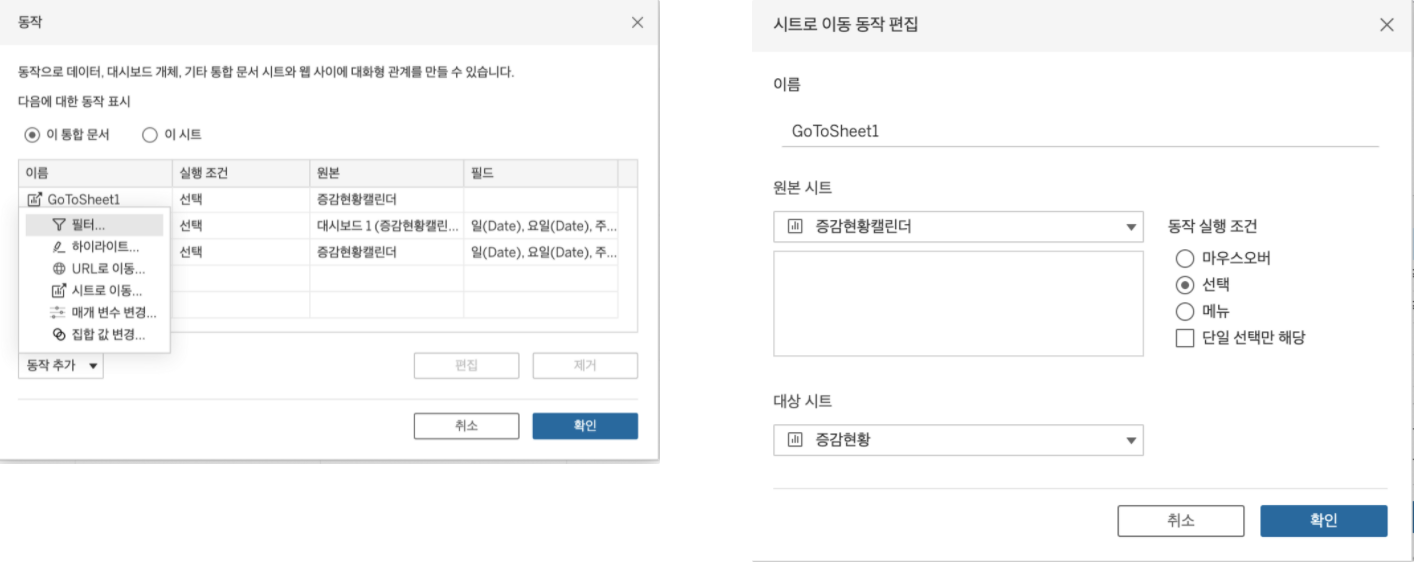 동작
동작으로 데이터, 대시보드 개체, 기타 통합 문서 시트와 웹 사이에 대화형 관계를 만들 수 있습니다.
다음에 대한 동작 표시
이 통합 문서
이 시트
이름 실행 조건 원본 필드
GoToSheet1 선택 증감현황캘린더
필터... 선택 대시보드 1 (증감현황캘린... 일(Date), 요일(Date), 주...
하이라이트... 선택 증감현황캘린더 일(Date), 요일(Date), 주...
URL로 이동...
시트로 이동...
매개 변수 변경...
집합 값 변경...
동작 추가 편집 제거
취소 확인
시트로 이동 동작 편집
이름
GoToSheet1
원본 시트
증감현황캘린더
동작 실행 조건
마우스오버
선택
메뉴
단일 선택만 해당
대상 시트
증감현황
취소 확인